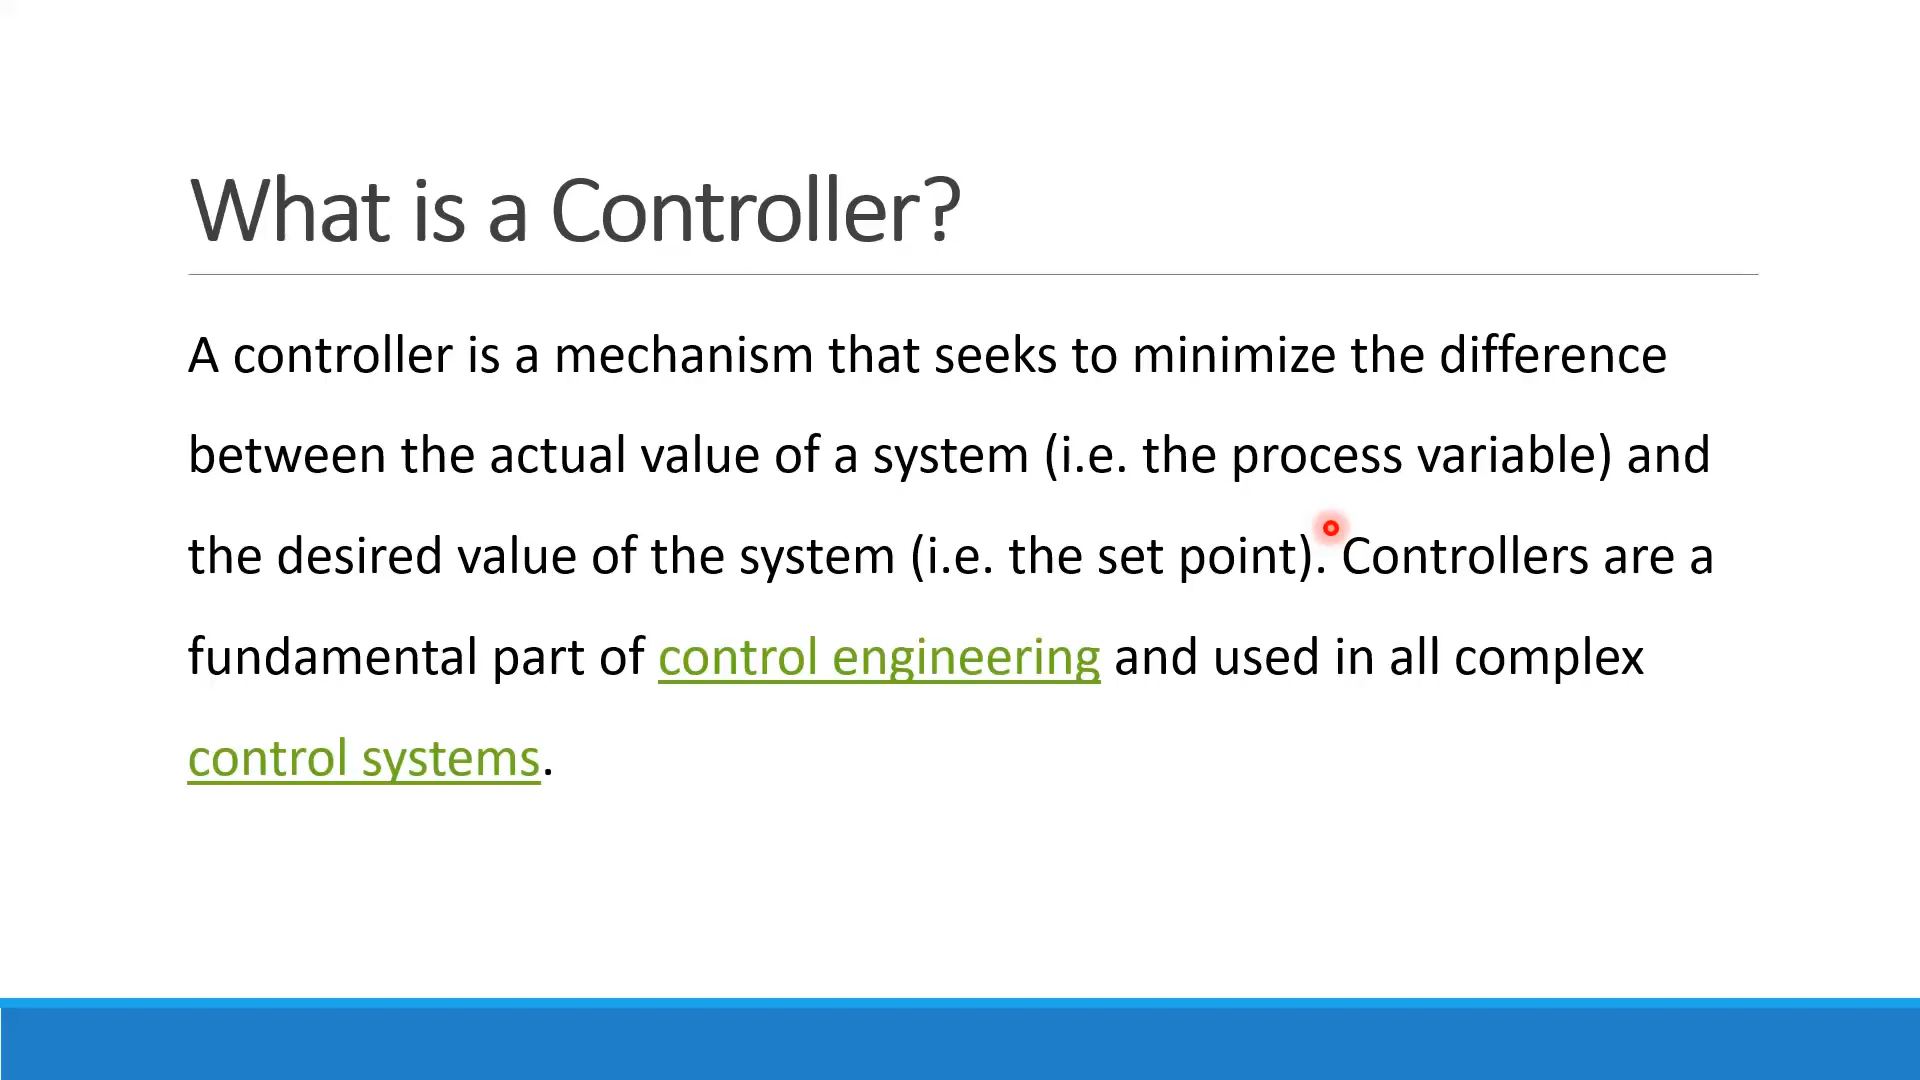 What is a Controller?
A controller is a mechanism that seeks to minimize the difference
between the actual value of a system (i.e. the process variable) and
the desired value of the system (i.e. the set point). Controllers are a
fundamental part of control engineering and used in all complex
control systems.